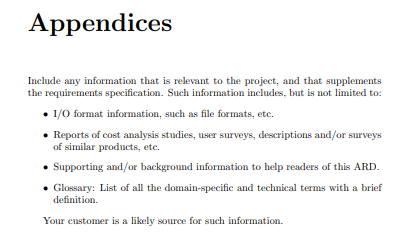 Appendices
Include any information that is relevant to the project, and that supplements
the requirements specification. Such information includes, but is not limited to:
• I/O format information, such as file formats, etc.
• Reports of cost analysis studies, user surveys, descriptions and/or surveys
of similar products, etc.
• Supporting and/or background information to help readers of this ARD.
• Glossary: List of all the domain-specific and technical terms with a brief
definition.
Your customer is a likely source for such information.